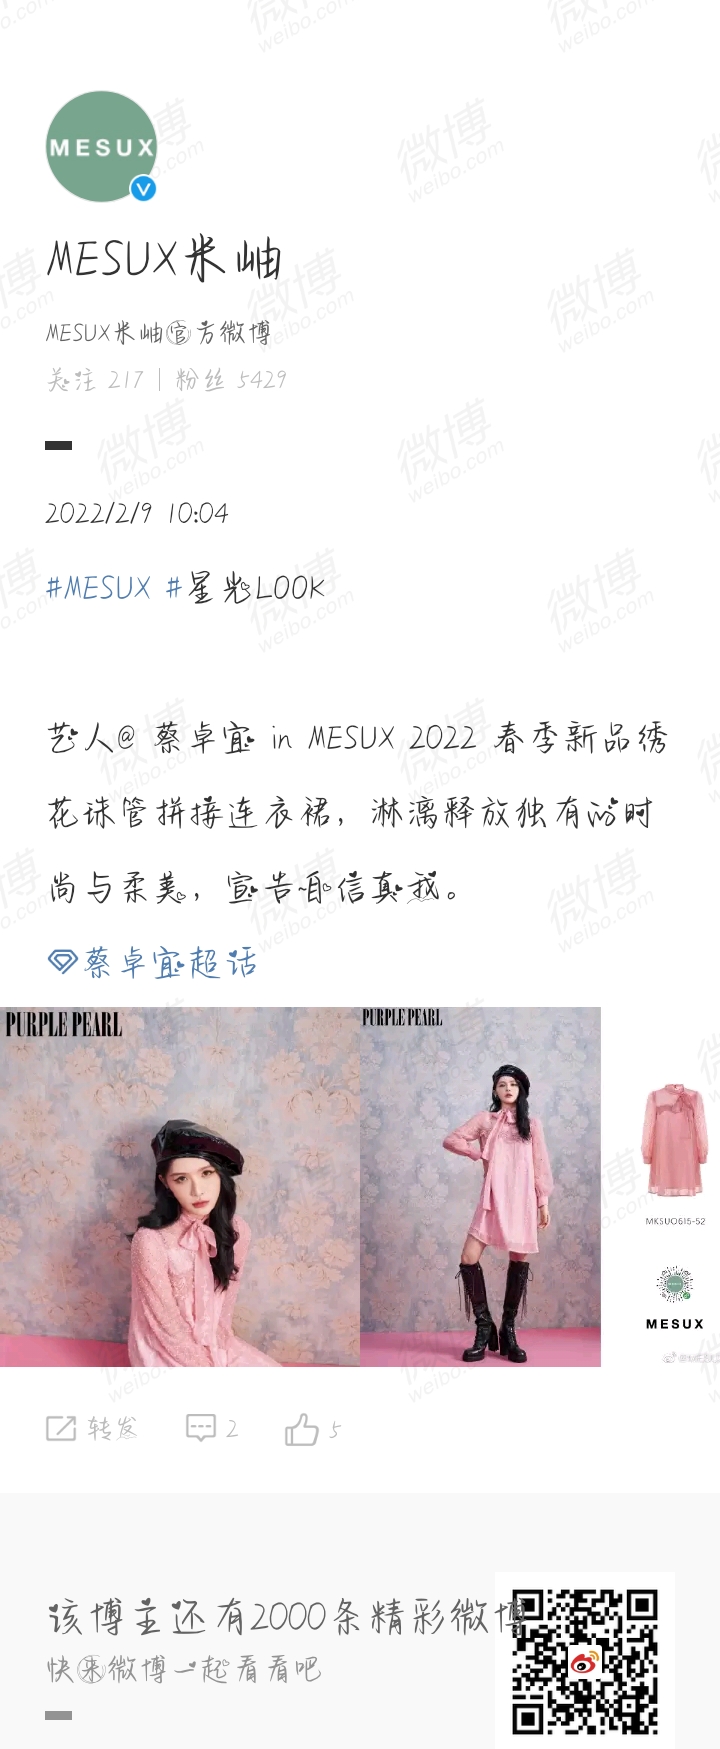 MESUX
MESUX米岫
MESUX米岫官方微博
关注 217 | 粉丝 5429
2022/2/9 10:04
#MESUX #星光LOOK
艺人@ 蔡卓宜 in MESUX 2022 春季新品绣
花珠管拼接连衣裙，淋漓释放独有的时
尚与柔美，宣告自信真我。
蔡卓宜超话
PURPLE PEARL
PURPLE PEARL
MKSUO615-52
MESUX
转发 2 5
该博主还有2000条精彩微博
快来微博一起看看吧
微博
weibo.com